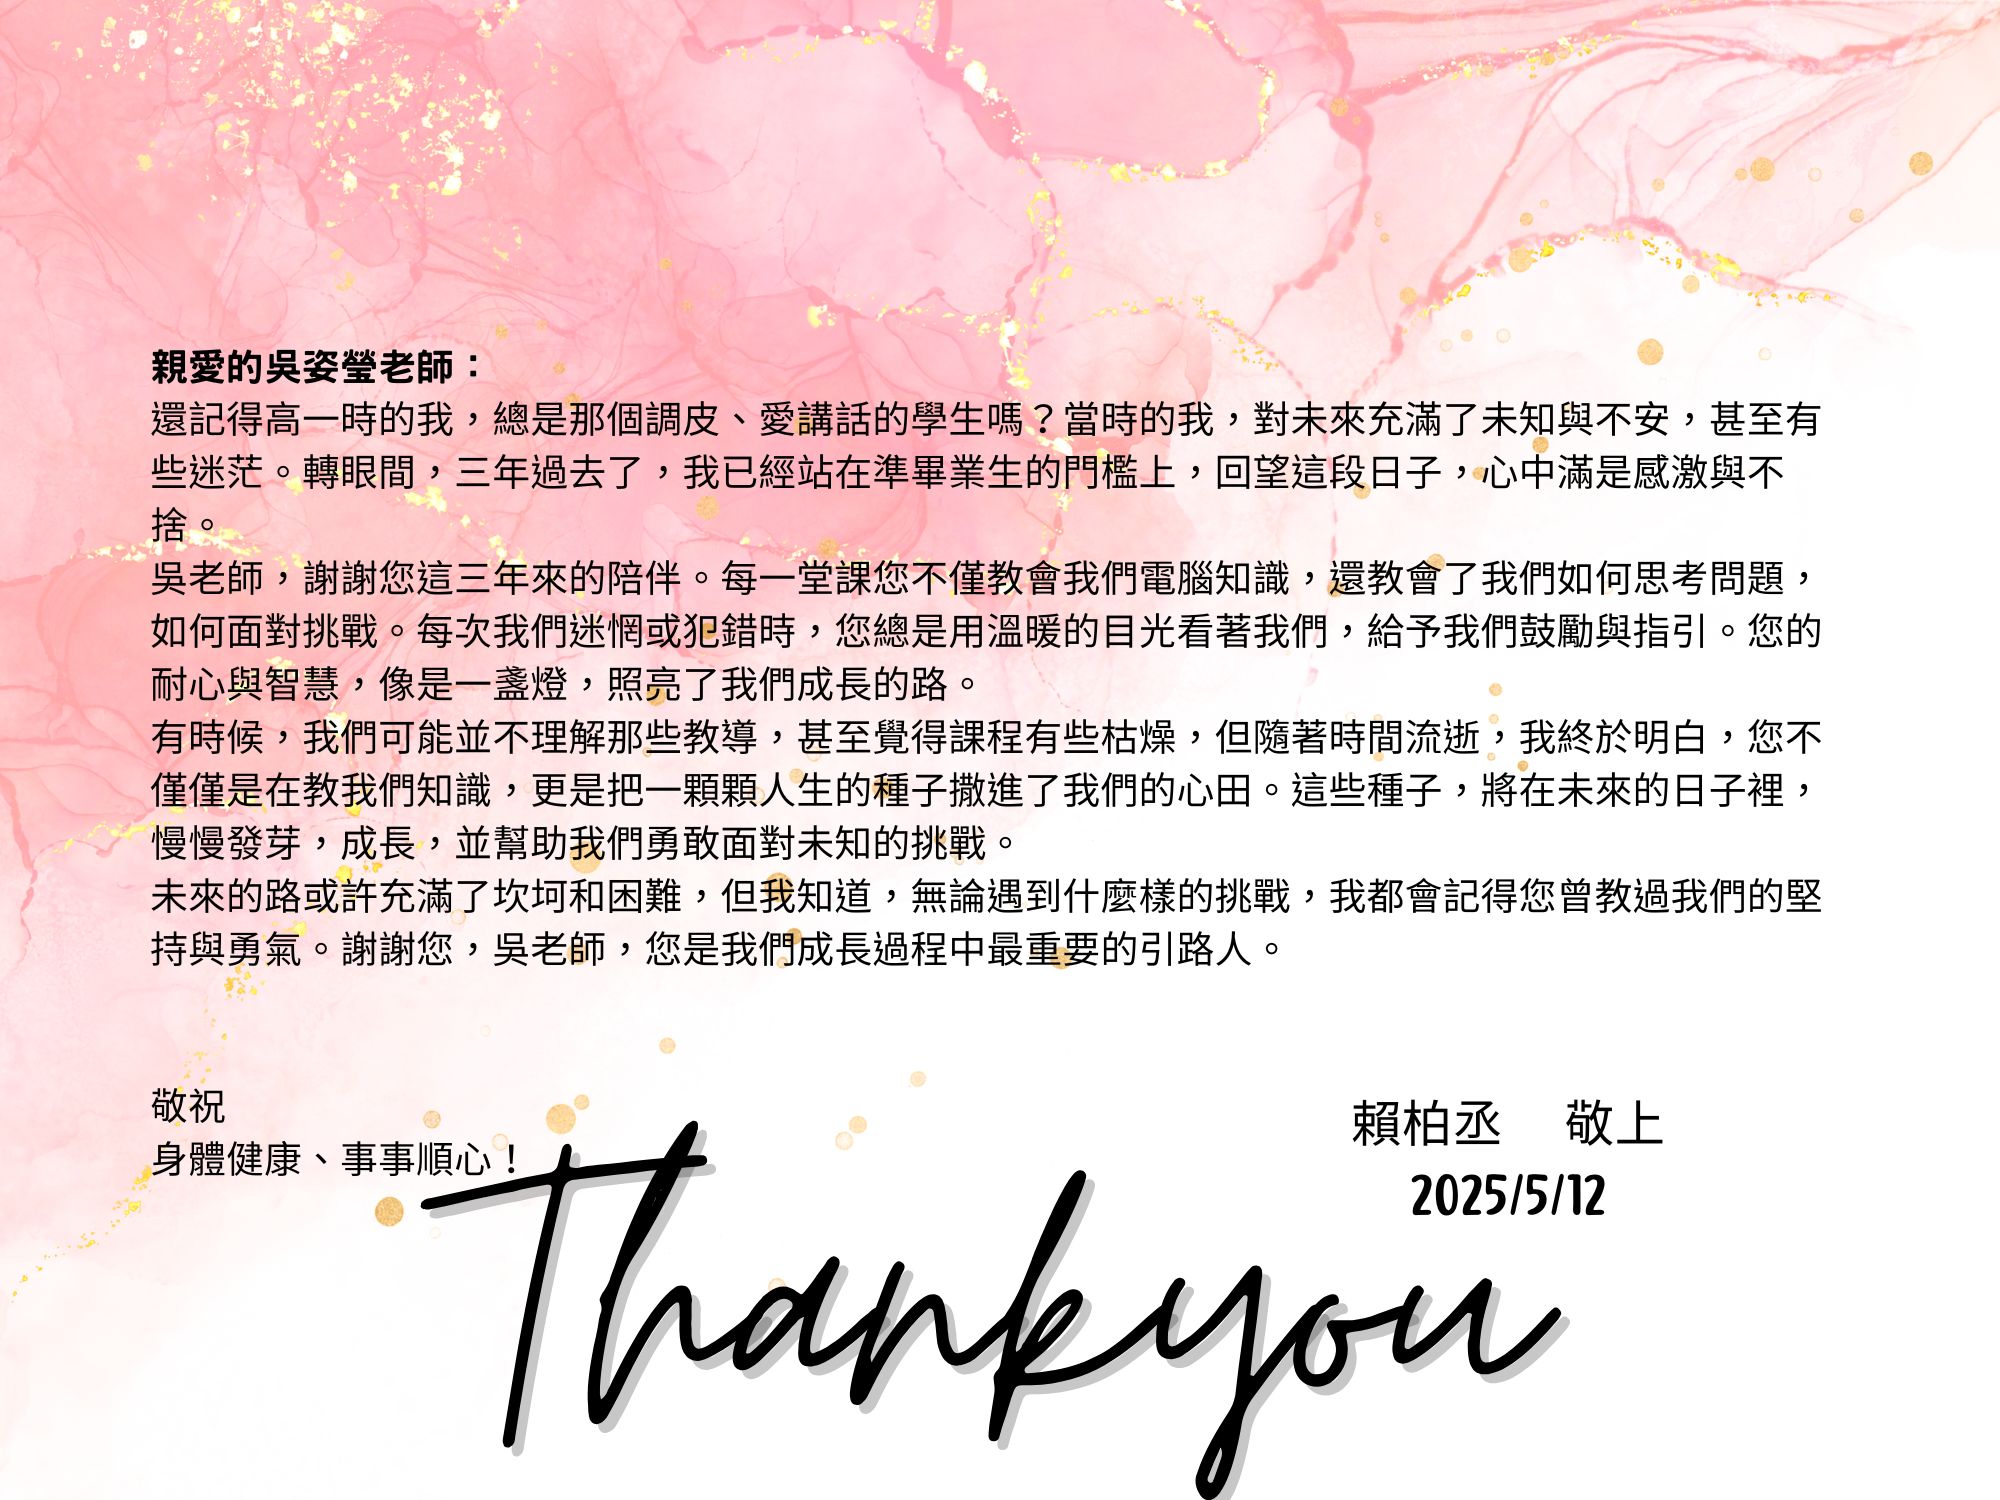 親愛的吳姿瑩老師：
還記得高一時的我，總是那個調皮、愛講話的學生嗎？當時的我，對未來充滿了未知與不安，甚至有
些迷茫。轉眼間，三年過去了，我已經站在準畢業生的門檻上，回望這段日子，心中滿是感激與不
捨。
吳老師，謝謝您這三年來的陪伴。每一堂課您不僅教會我們電腦知識，還教會了我們如何思考問題，
如何面對挑戰。每次我們迷惘或犯錯時，您總是用溫暖的目光看著我們，給予我們鼓勵與指引。您的
耐心與智慧，像是一盞燈，照亮了我們成長的路。
有時候，我們可能並不理解那些教導，甚至覺得課程有些枯燥，但隨著時間流逝，我終於明白，您不
僅僅是在教我們知識，更是把一顆顆人生的種子撒進了我們的心田。這些種子，將在未來的日子裡，
慢慢發芽，成長，並幫助我們勇敢面對未知的挑戰。
未來的路或許充滿了坎坷和困難，但我知道，無論遇到什麼樣的挑戰，我都會記得您曾教過我們的堅
持與勇氣。謝謝您，吳老師，您是我們成長過程中最重要的引路人。
敬祝
身體健康、事事順心！
賴柏丞　敬上
2025/5/12
Thankyou